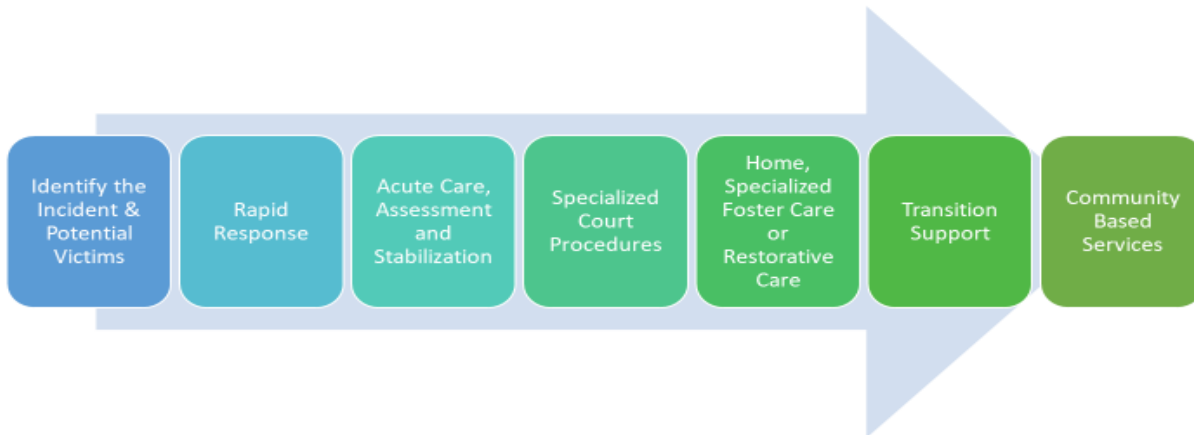 Identify the
Incident &
Potential
Victims
Rapid
Response
Acute Care,
Assessment
and
Stabilization
Specialized
Court
Procedures
Home,
Specialized
Foster Care
or
Restorative
Care
Transition
Support
Community
Based
Services